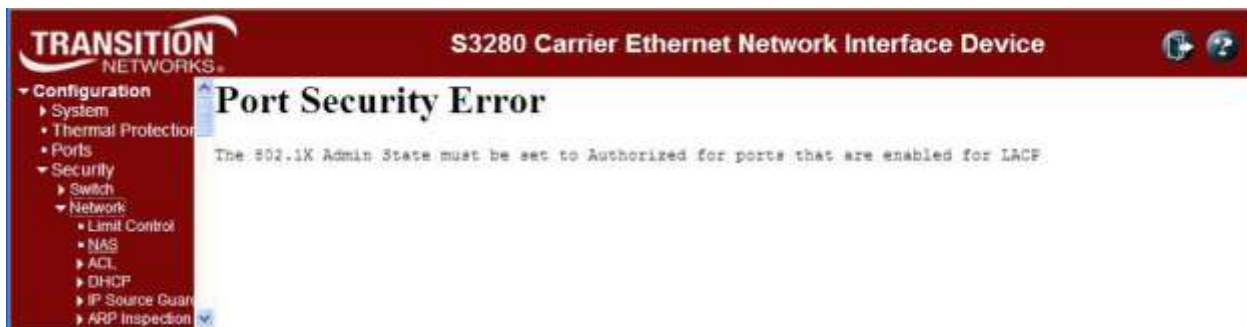 TRANSITION
NETWORKS®
S3280 Carrier Ethernet Network Interface Device
Configuration
System
Thermal Protection
Ports
Security
Switch
Network
Limit Control
NAS
ACL
DHCP
IP Source Guar
ARP Inspection
Port Security Error
The 802.1X Admin State must be set to Authorized for ports that are enabled for LACP